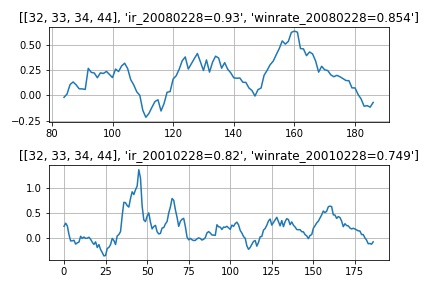 [[32, 33, 34, 44], 'ir_20080228=0.93', 'winrate_20080228=0.854']
0.50
0.25
0.00
−0.25
80 100 120 140 160 180
[[32, 33, 34, 44], 'ir_20010228=0.82', 'winrate_20010228=0.749']
1.0
0.5
0.0
0 25 50 75 100 125 150 175